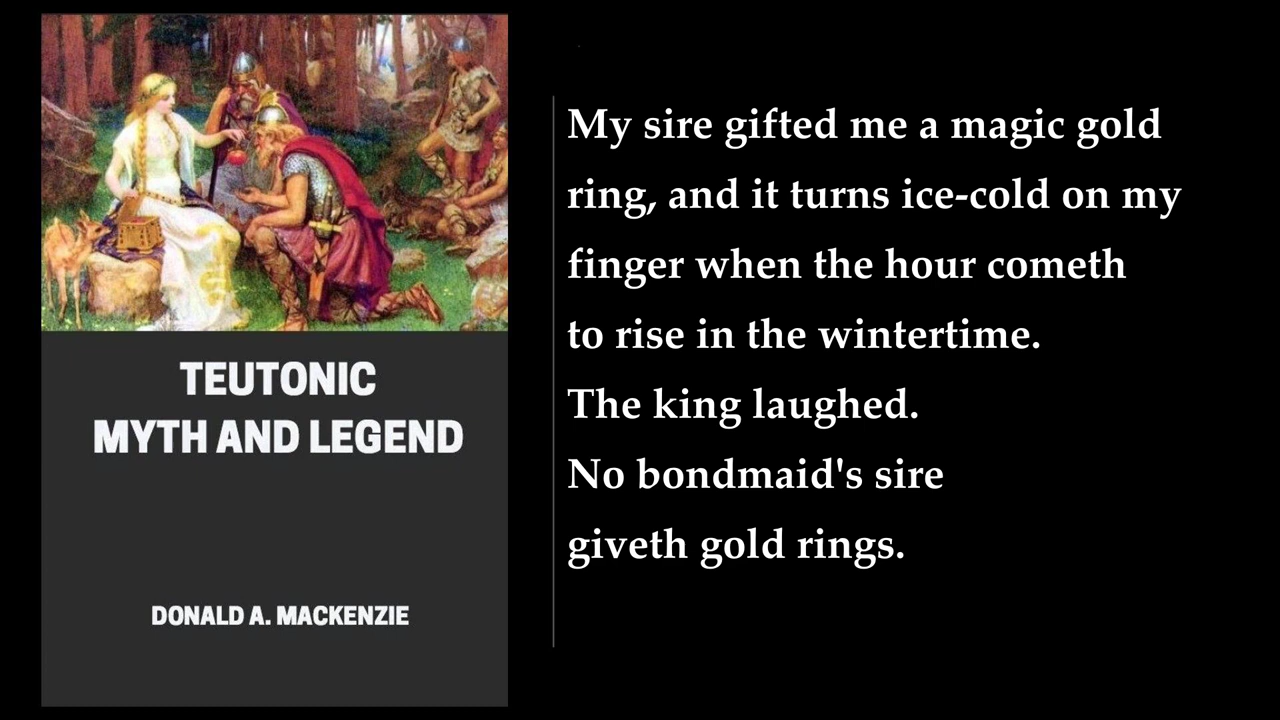 TEUTONIC
MYTH AND LEGEND
DONALD A. MACKENZIE
My sire gifted me a magic gold
ring, and it turns ice-cold on my
finger when the hour cometh
to rise in the wintertime.
The king laughed.
No bondmaid's sire
giveth gold rings.